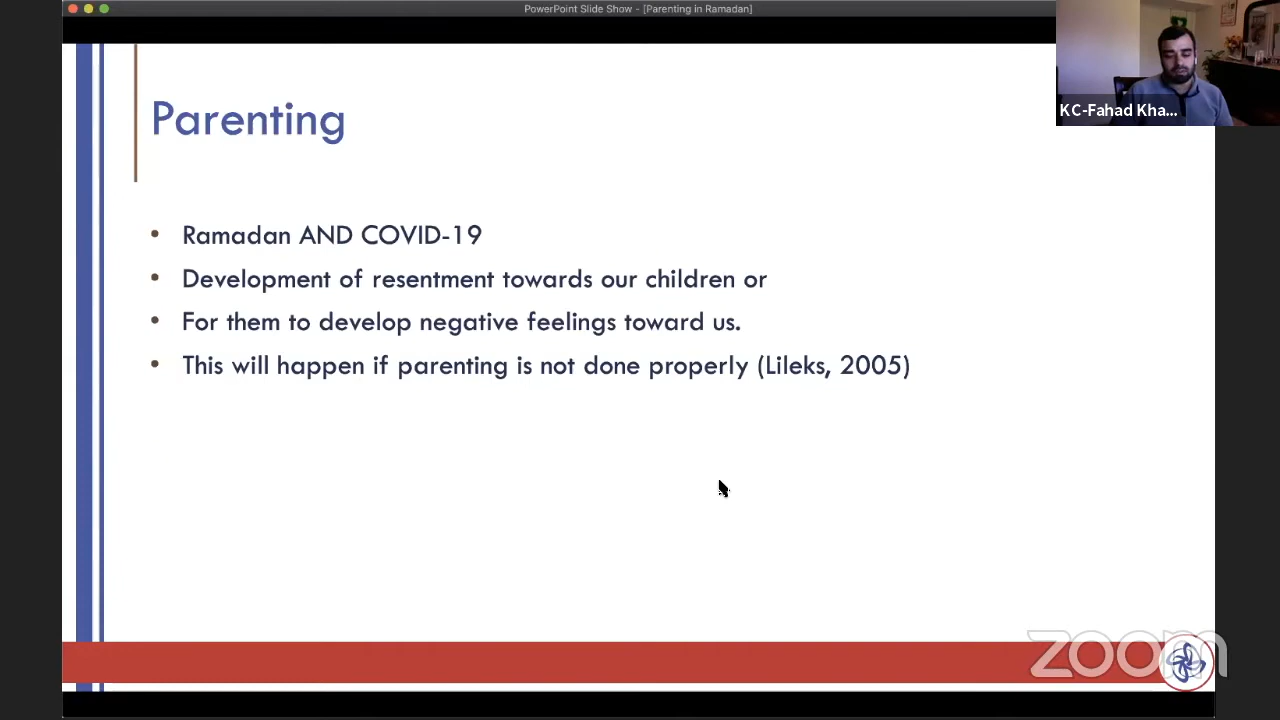 PowerPoint Slide Show - [Parenting in Ramadan]
KC-Fahad Kha...
Parenting
• Ramadan AND COVID-19
• Development of resentment towards our children or
• For them to develop negative feelings toward us.
• This will happen if parenting is not done properly (Lileks, 2005)
zoom